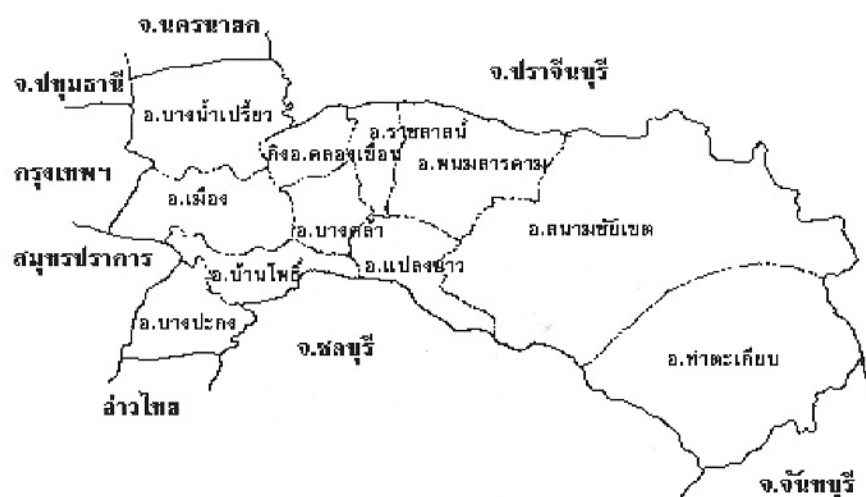 จ.นครนายก
จ.ปทุมธานี
จ.ปราจีนบุรี
อ.บางน้ำเปรี้ยว
อ.ราชสาส์น
กิ่งอ.คลองเขื่อน
อ.พนมสารคาม
กรุงเทพฯ
อ.เมือง
อ.บางคล้า
อ.สนามชัยเขต
สมุทรปราการ
อ.บ้านโพธิ์
อ.แปลงยาว
อ.บางปะกง
จ.ชลบุรี
อ.ท่าตะเกียบ
อ่าวไทย
จ.จันทบุรี